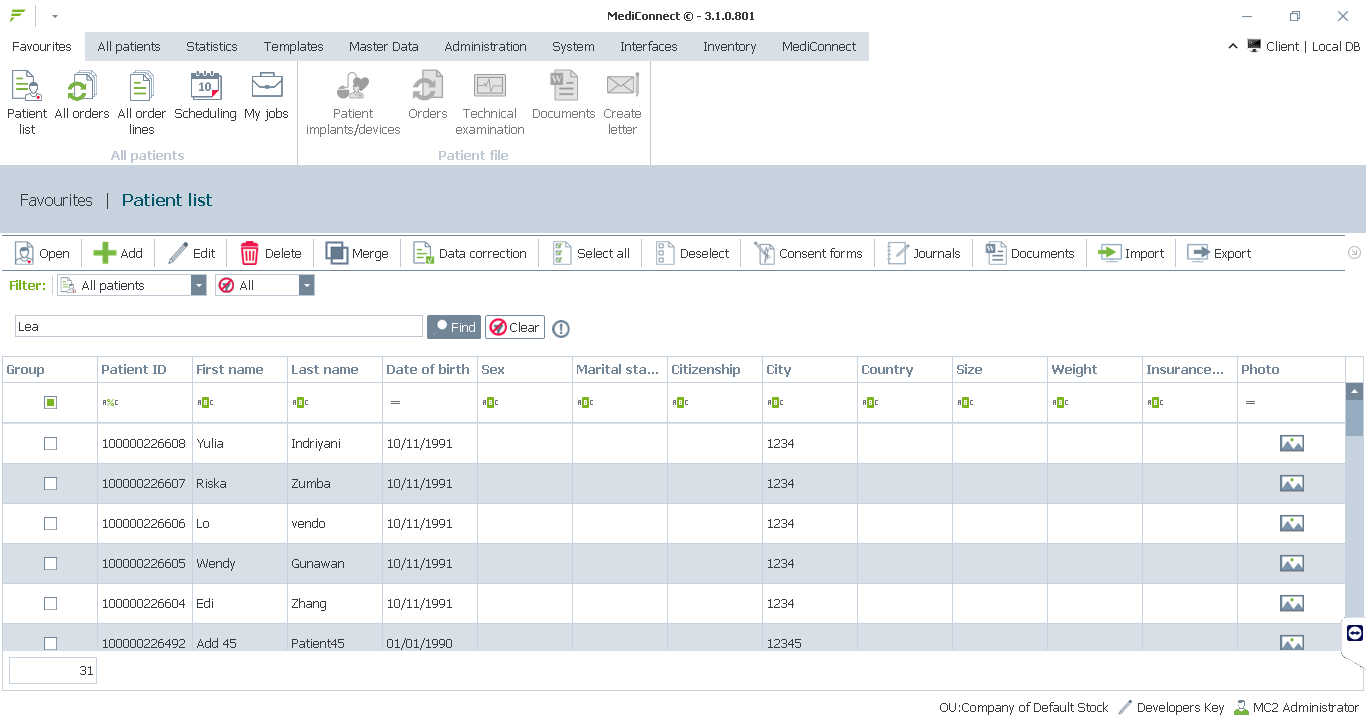 MediConnect © - 3.1.0.801
Favourites All patients Statistics Templates Master Data Administration System Interfaces Inventory MediConnect Client | Local DB
Patient list All orders All order lines Scheduling My jobs Patient implants/devices Orders Technical examination Documents Create letter
All patients Patient file
Favourites | Patient list
Open Add Edit Delete Merge Data correction Select all Deselect Consent forms Journals Documents Import Export
Filter: All patients All
Lea Find Clear
Group Patient ID First name Last name Date of birth Sex Marital sta... Citizenship City Country Size Weight Insurance... Photo
100000226608 Yulia Indriyani 10/11/1991 1234
100000226607 Riska Zumba 10/11/1991 1234
100000226606 Lo vendo 10/11/1991 1234
100000226605 Wendy Gunawan 10/11/1991 1234
100000226604 Edi Zhang 10/11/1991 1234
100000226492 Add 45 Patient45 01/01/1990 12345
31
OU:Company of Default Stock Developers Key MC2 Administrator